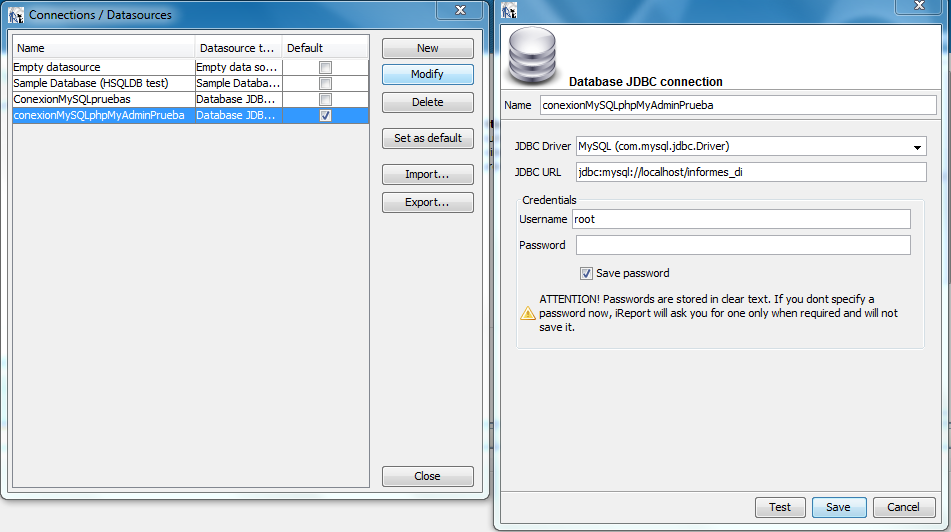 Connections / Datasources
Name Datasource t... Default
Empty datasource Empty data so...
Sample Database (HSQLDB test) Sample Databa...
ConexionMySQLpruebas Database JDB...
conexionMySQLphpMyAdminPrueba Database JDB...
New
Modify
Delete
Set as default
Import...
Export...
Close
Database JDBC connection
Name conexionMySQLphpMyAdminPrueba
JDBC Driver MySQL (com.mysql.jdbc.Driver)
JDBC URL jdbc:mysql://localhost/informes_di
Credentials
Username root
Password
Save password
ATTENTION! Passwords are stored in clear text. If you dont specify a
password now, iReport will ask you for one only when required and will not
save it.
Test Save Cancel